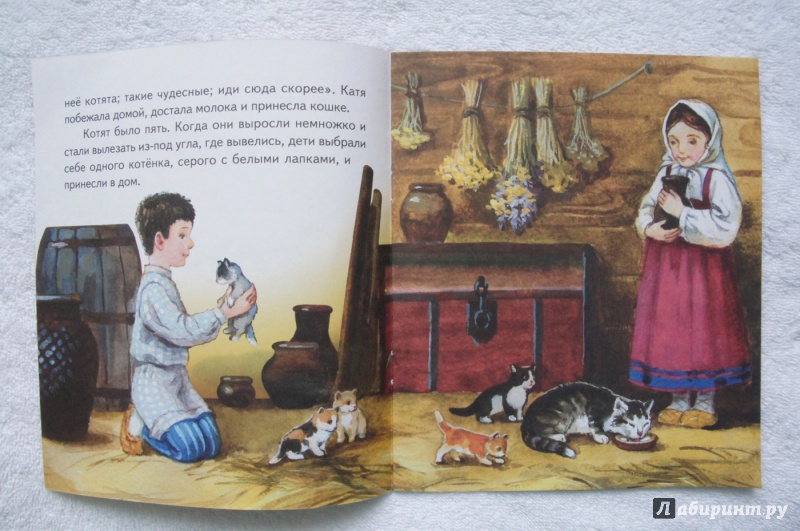 неё котята; такие чудесные; иди сюда скорее». Катя
побежала домой, достала молока и принесла кошке.
Котят было пять. Когда они выросли немножко и
стали вылезать из-под угла, где вывелись, дети выбрали
себе одного котёнка, серого с белыми лапками, и
принесли в дом.
Лабиринт.ру